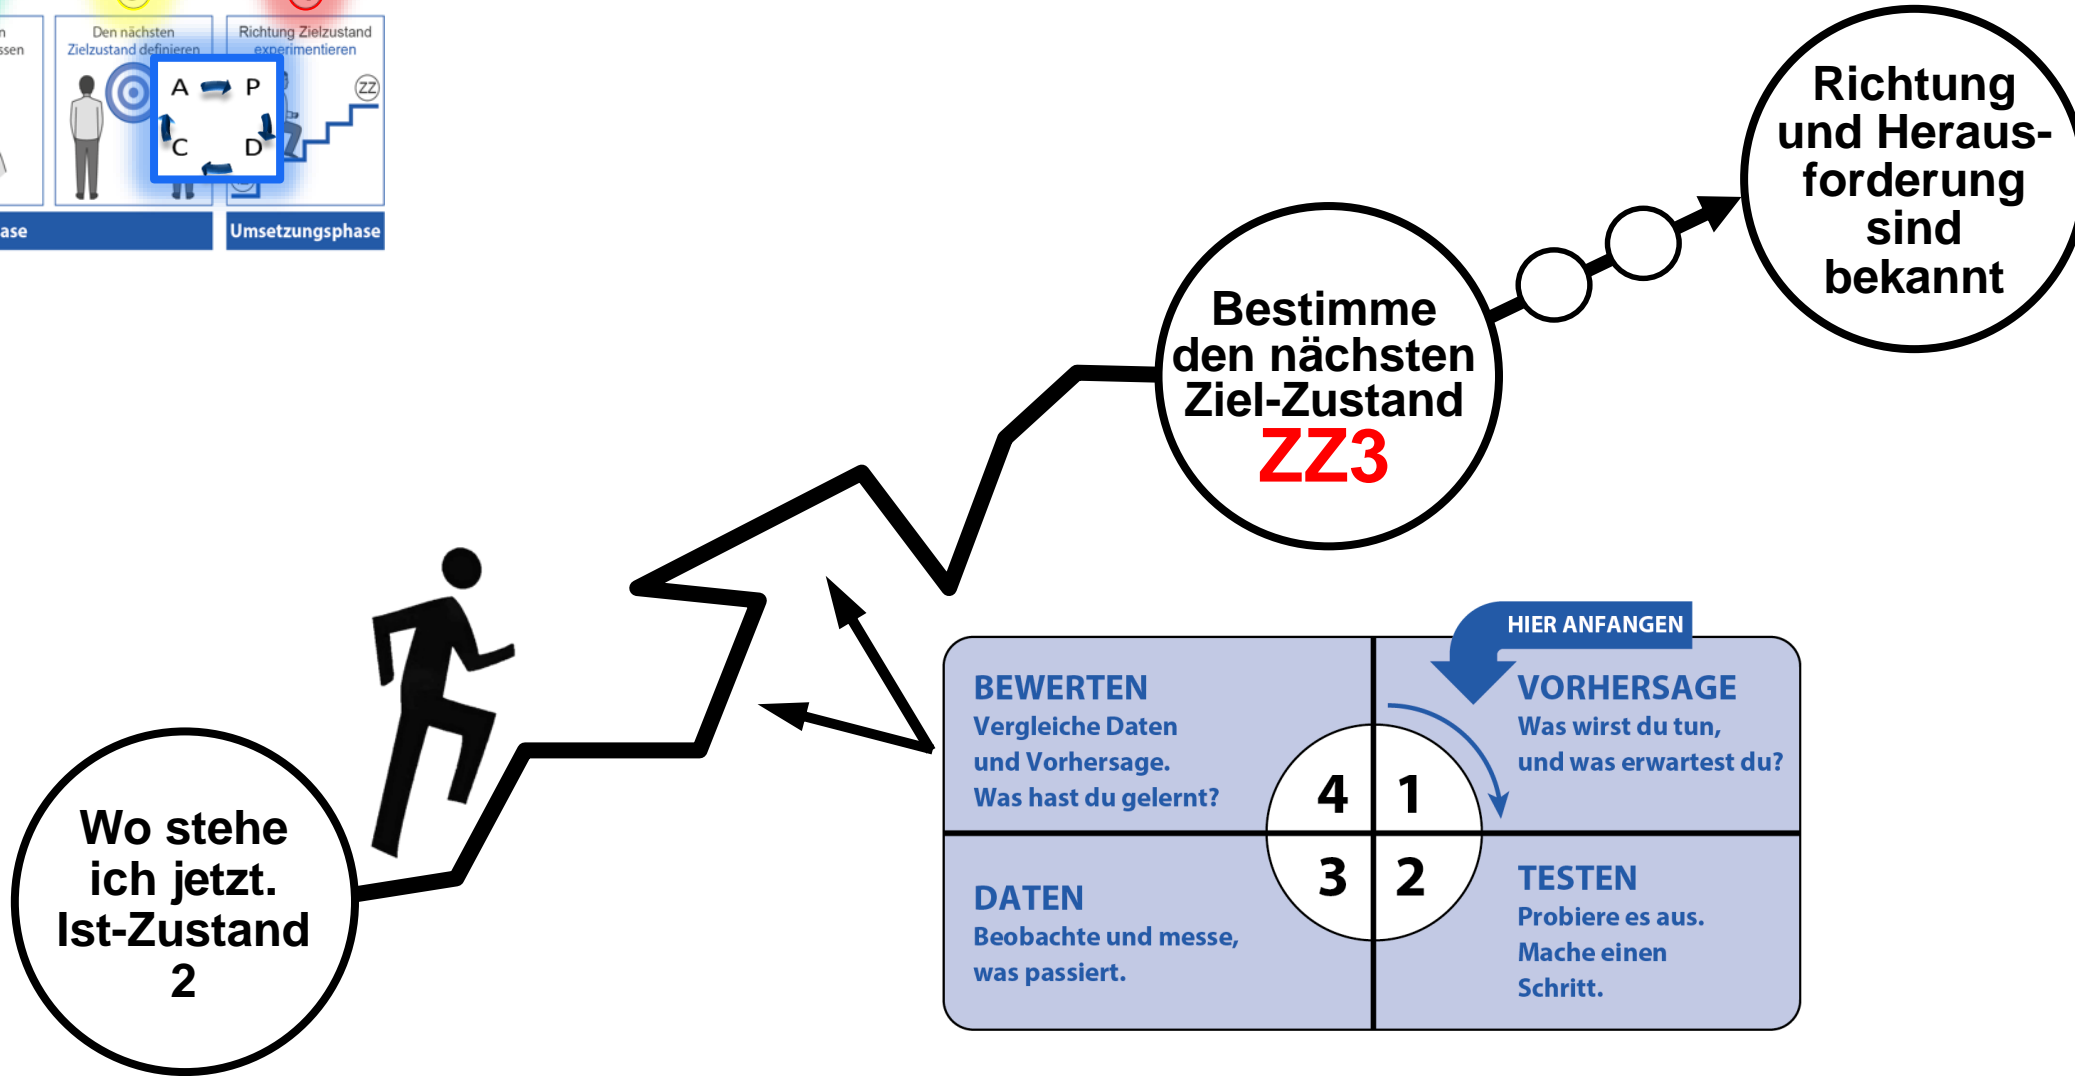 Den nächsten
Zielzustand definieren
Richtung Zielzustand
experimentieren
A
P
C
D
ZZ
Umsetzungsphase
Richtung
und Heraus-
forderung
sind
bekannt
Bestimme
den nächsten
Ziel-Zustand
ZZ3
Wo stehe
ich jetzt.
Ist-Zustand
2
HIER ANFANGEN
BEWERTEN
Vergleiche Daten
und Vorhersage.
Was hast du gelernt?
VORHERSAGE
Was wirst du tun,
und was erwartest du?
4
1
3
2
DATEN
Beobachte und messe,
was passiert.
TESTEN
Probiere es aus.
Mache einen
Schritt.